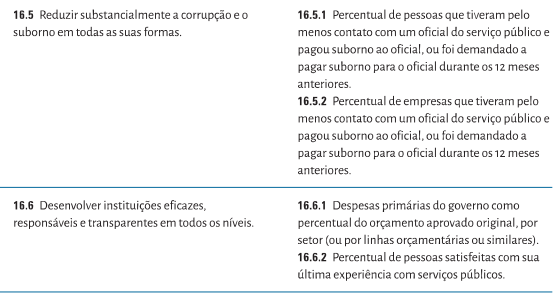 16.5 Reduzir substancialmente a corrupção e o
suborno em todas as suas formas.
16.5.1 Percentual de pessoas que tiveram pelo
menos contato com um oficial do serviço público e
pagou suborno ao oficial, ou foi demandado a
pagar suborno para o oficial durante os 12 meses
anteriores.
16.5.2 Percentual de empresas que tiveram pelo
menos contato com um oficial do serviço público e
pagou suborno ao oficial, ou foi demandado a
pagar suborno para o oficial durante os 12 meses
anteriores.
16.6 Desenvolver instituições eficazes,
responsáveis e transparentes em todos os níveis.
16.6.1 Despesas primárias do governo como
percentual do orçamento aprovado original, por
setor (ou por linhas orçamentárias ou similares).
16.6.2 Percentual de pessoas satisfeitas com sua
última experiência com serviços públicos.